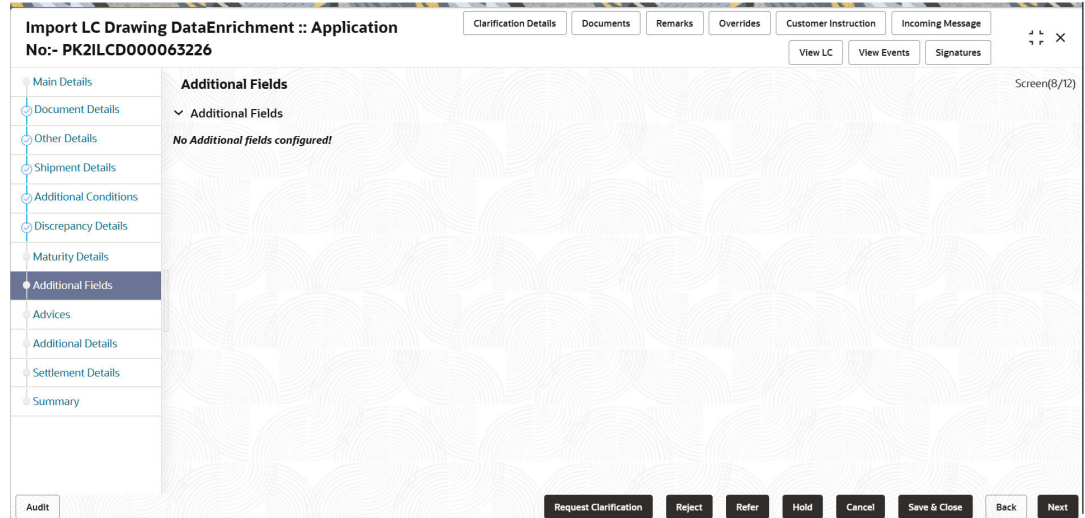 Import LC Drawing DataEnrichment :: Application
No:- PK2ILCD000063226
Clarification Details
Documents
Remarks
Overrides
Customer Instruction
Incoming Message
View LC
View Events
Signatures
Main Details
Document Details
Other Details
Shipment Details
Additional Conditions
Discrepancy Details
Maturity Details
Additional Fields
Advices
Additional Details
Settlement Details
Summary
Additional Fields
Screen(8/12)
Additional Fields
No Additional fields configured!
Audit
Request Clarification
Reject
Refer
Hold
Cancel
Save & Close
Back
Next